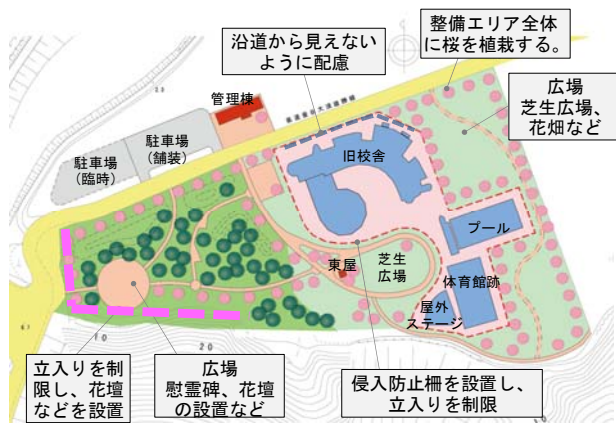 沿道から見えない
ように配慮
整備エリア全体
に桜を植栽する。
管理棟
広場
芝生広場、
花畑など
駐車場
(舗装)
駐車場
(臨時)
旧校舎
プール
東屋
芝生
広場
体育館跡
屋外
ステージ
10
20
立入りを制
限し、花壇
などを設置
広場
慰霊碑、花壇
の設置など
侵入防止柵を設置し、
立入りを制限